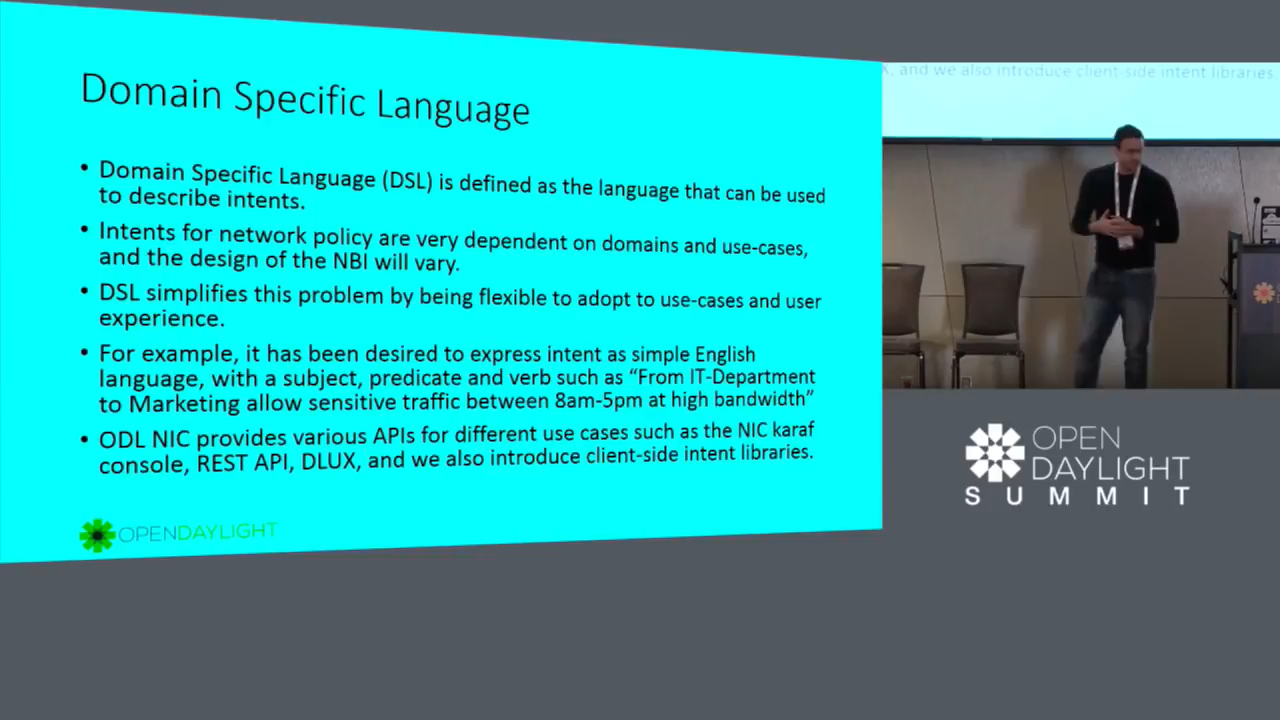 Domain Specific Language
• Domain Specific Language (DSL) is defined as the language that can be used
to describe intents.
• Intents for network policy are very dependent on domains and use-cases,
and the design of the NBI will vary.
• DSL simplifies this problem by being flexible to adopt to use-cases and user
experience.
• For example, it has been desired to express intent as simple English
language, with a subject, predicate and verb such as “From IT-Department
to Marketing allow sensitive traffic between 8am-5pm at high bandwidth”
• ODL NIC provides various APIs for different use cases such as the NIC karaf
console, REST API, DLUX, and we also introduce client-side intent libraries.
OPENDAYLIGHT
X, and we also introduce client-side intent libraries.
OPEN
DAYLIGHT
SUMMIT